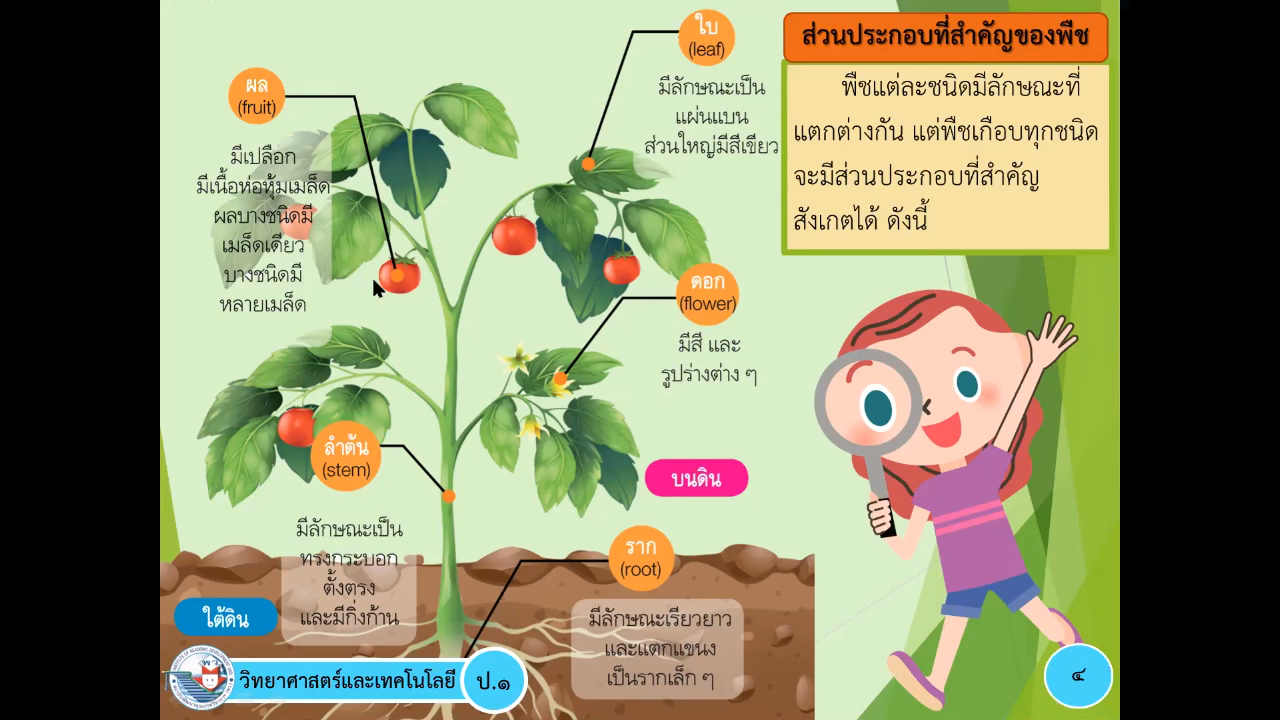 ส่วนประกอบที่สำคัญของพืช
พืชแต่ละชนิดมีลักษณะที่
แตกต่างกัน แต่พืชเกือบทุกชนิด
จะมีส่วนประกอบที่สำคัญ
สังเกตได้ ดังนี้
ใบ
(leaf)
มีลักษณะเป็น
แผ่นแบน
ส่วนใหญ่มีสีเขียว
ผล
(fruit)
มีเปลือก
มีเนื้อห่อหุ้มเมล็ด
ผลบางชนิดมี
เมล็ดเดียว
บางชนิดมี
หลายเมล็ด
ดอก
(flower)
มีสี และ
รูปร่างต่าง ๆ
ลำต้น
(stem)
มีลักษณะเป็น
ทรงกระบอก
ตั้งตรง
และมีกิ่งก้าน
บนดิน
ราก
(root)
มีลักษณะเรียวยาว
และแตกแขนง
เป็นรากเล็ก ๆ
ใต้ดิน
พว
วิทยาศาสตร์และเทคโนโลยี
ป.๑
๔